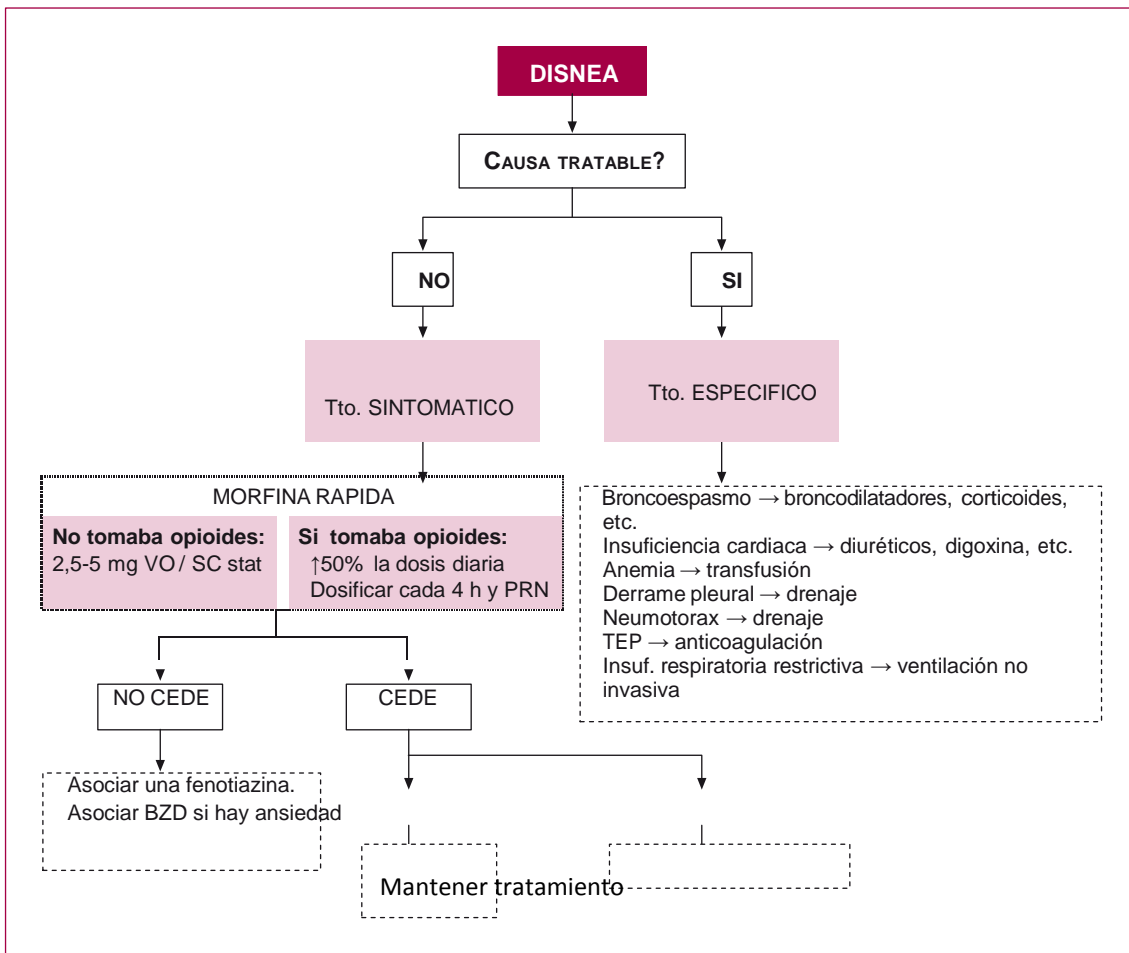 DISNEA
CAUSA TRATABLE?
NO
SI
Tto. SINTOMATICO
Tto. ESPECIFICO
MORFINA RAPIDA
No tomaba opioides:
2,5-5 mg VO / SC stat
Si tomaba opioides:
↑50% la dosis diaria
Dosificar cada 4 h y PRN
Broncoespasmo → broncodilatadores, corticoides,
etc.
Insuficiencia cardiaca → diuréticos, digoxina, etc.
Anemia → transfusión
Derrame pleural → drenaje
Neumotorax → drenaje
TEP → anticoagulación
Insuf. respiratoria restrictiva → ventilación no
invasiva
NO CEDE
CEDE
Asociar una fenotiazina.
Asociar BZD si hay ansiedad
Mantener tratamiento